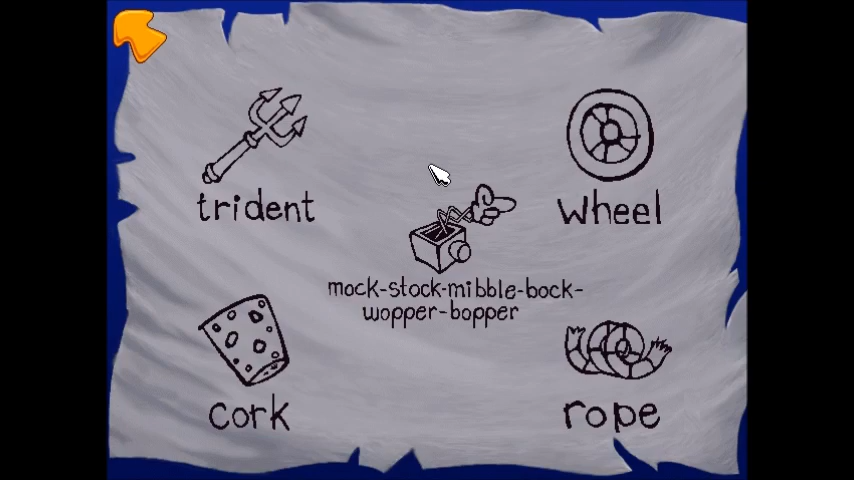 trident
wheel
mock-stock-mibble-bock-
wopper-bopper
cork
rope